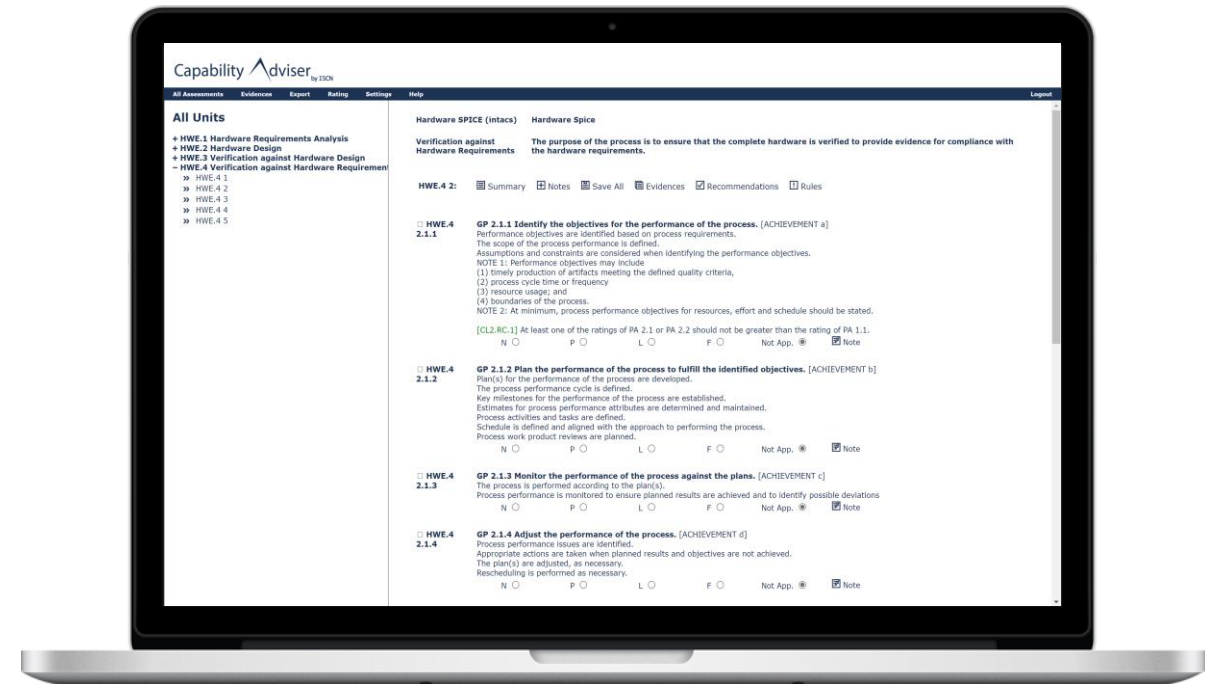 Capability Adviser by ISCN
All Assessments Evidences Export Rating Settings Help Logout
All Units
+ HWE.1 Hardware Requirements Analysis
+ HWE.2 Hardware Design
+ HWE.3 Verification against Hardware Design
− HWE.4 Verification against Hardware Requirement
» HWE.4 1
» HWE.4 2
» HWE.4 3
» HWE.4 4
» HWE.4 5
Hardware SPICE (intacs) Hardware Spice
Verification against Hardware Requirements
The purpose of the process is to ensure that the complete hardware is verified to provide evidence for compliance with
the hardware requirements.
HWE.4 2: Summary Notes Save All Evidences Recommendations Rules
HWE.4 2.1.1
GP 2.1.1 Identify the objectives for the performance of the process. [ACHIEVEMENT a]
Performance objectives are identified based on process requirements.
The scope of the process performance is defined.
Assumptions and constraints are considered when identifying the performance objectives.
NOTE 1: Performance objectives may include
(1) timely production of artifacts meeting the defined quality criteria,
(2) process cycle time or frequency
(3) resource usage; and
(4) boundaries of the process.
NOTE 2: At minimum, process performance objectives for resources, effort and schedule should be stated.
[CL2.RC.1] At least one of the ratings of PA 2.1 or PA 2.2 should not be greater than the rating of PA 1.1.
N P L F Not App. Note
HWE.4 2.1.2
GP 2.1.2 Plan the performance of the process to fulfill the identified objectives. [ACHIEVEMENT b]
Plan(s) for the performance of the process are developed.
The process performance cycle is defined.
Key milestones for the performance of the process are established.
Estimates for process performance attributes are determined and maintained.
Process activities and tasks are defined.
Schedule is defined and aligned with the approach to performing the process.
Process work product reviews are planned.
N P L F Not App. Note
HWE.4 2.1.3
GP 2.1.3 Monitor the performance of the process against the plans. [ACHIEVEMENT c]
The process is performed according to the plan(s).
Process performance is monitored to ensure planned results are achieved and to identify possible deviations
N P L F Not App. Note
HWE.4 2.1.4
GP 2.1.4 Adjust the performance of the process. [ACHIEVEMENT d]
Process performance issues are identified.
Appropriate actions are taken when planned results and objectives are not achieved.
The plan(s) are adjusted, as necessary.
Rescheduling is performed as necessary.
N P L F Not App. Note